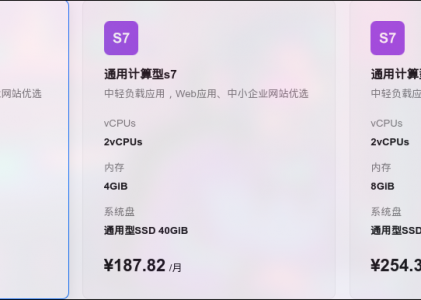 网站优选
S7
通用计算型s7
中轻负载应用，Web应用、中小企业网站优选
vCPUs
2vCPUs
内存
4GiB
系统盘
通用型SSD 40GiB
¥187.82 /月
S7
通用计算
中轻负载应用
vCPUs
2vCPUs
内存
8GiB
系统盘
通用型SSD
¥254.3